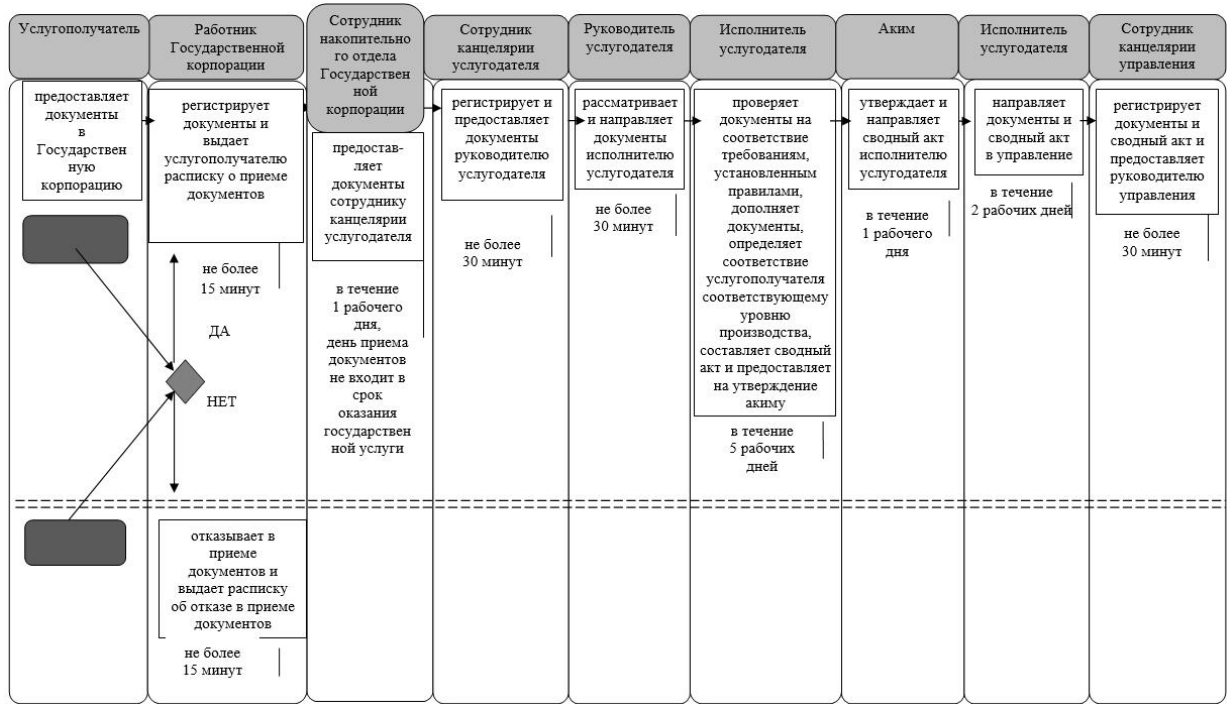 Услугополучатель
предоставляет
документы
в
Государствен
ную
корпорацию
Работник
Государственной
корпорации
регистрирует
документы и
выдает
услугополучателю
расписку о приеме
документов
не более
15 минут
ДА
НЕТ
отказывает в
приеме
документов и
выдает расписку
об отказе в приеме
документов
не более
15 минут
Сотрудник
накопительно
го отдела
Государствен
ной
корпорации
предостав-
ляет
документы
сотруднику
канцелярии
услугодателя
в течение
1 рабочего
дня,
день приема
документов
не входит в
срок
оказания
государствен
ной услуги
Сотрудник
канцелярии
услугодателя
регистрирует и
предоставляет
документы
руководителю
услугодателя
не более
30 минут
Руководитель
услугодателя
рассматривает
и направляет
документы
исполнителю
услугодателя
не более
30 минут
Исполнитель
услугодателя
проверяет
документы на
соответствие
требованиям,
установленным
правилами,
дополняет
документы,
определяет
соответствие
услугополучателя
соответствующему
уровню
производства,
составляет сводный
акт и предоставляет
на утверждение
акиму
в течение
5 рабочих
дней
Аким
утверждает и
направляет
сводный акт
исполнителю
услугодателя
в течение
1 рабочего
дня
Исполнитель
услугодателя
направляет
документы и
сводный акт
в управление
в течение
2 рабочих дней
Сотрудник
канцелярии
управления
регистрирует
документы и
сводный акт и
предоставляет
руководителю
управления
не более
30 минут